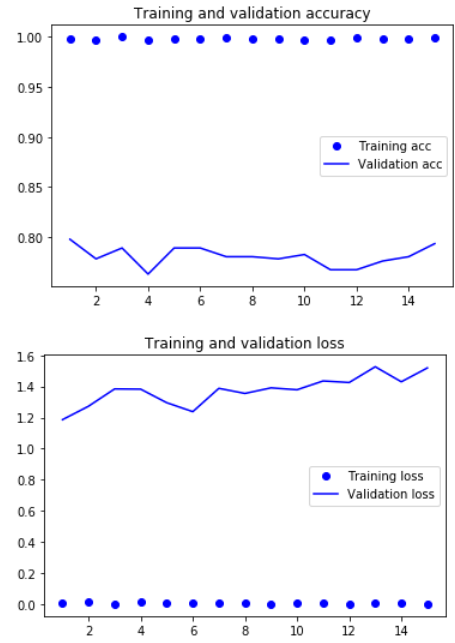 Training and validation accuracy
1.00
0.95
0.90
0.85
0.80
Training acc
Validation acc
2 4 6 8 10 12 14
Training and validation loss
1.6
1.4
1.2
1.0
0.8
0.6
0.4
0.2
0.0
Training loss
Validation loss
2 4 6 8 10 12 14